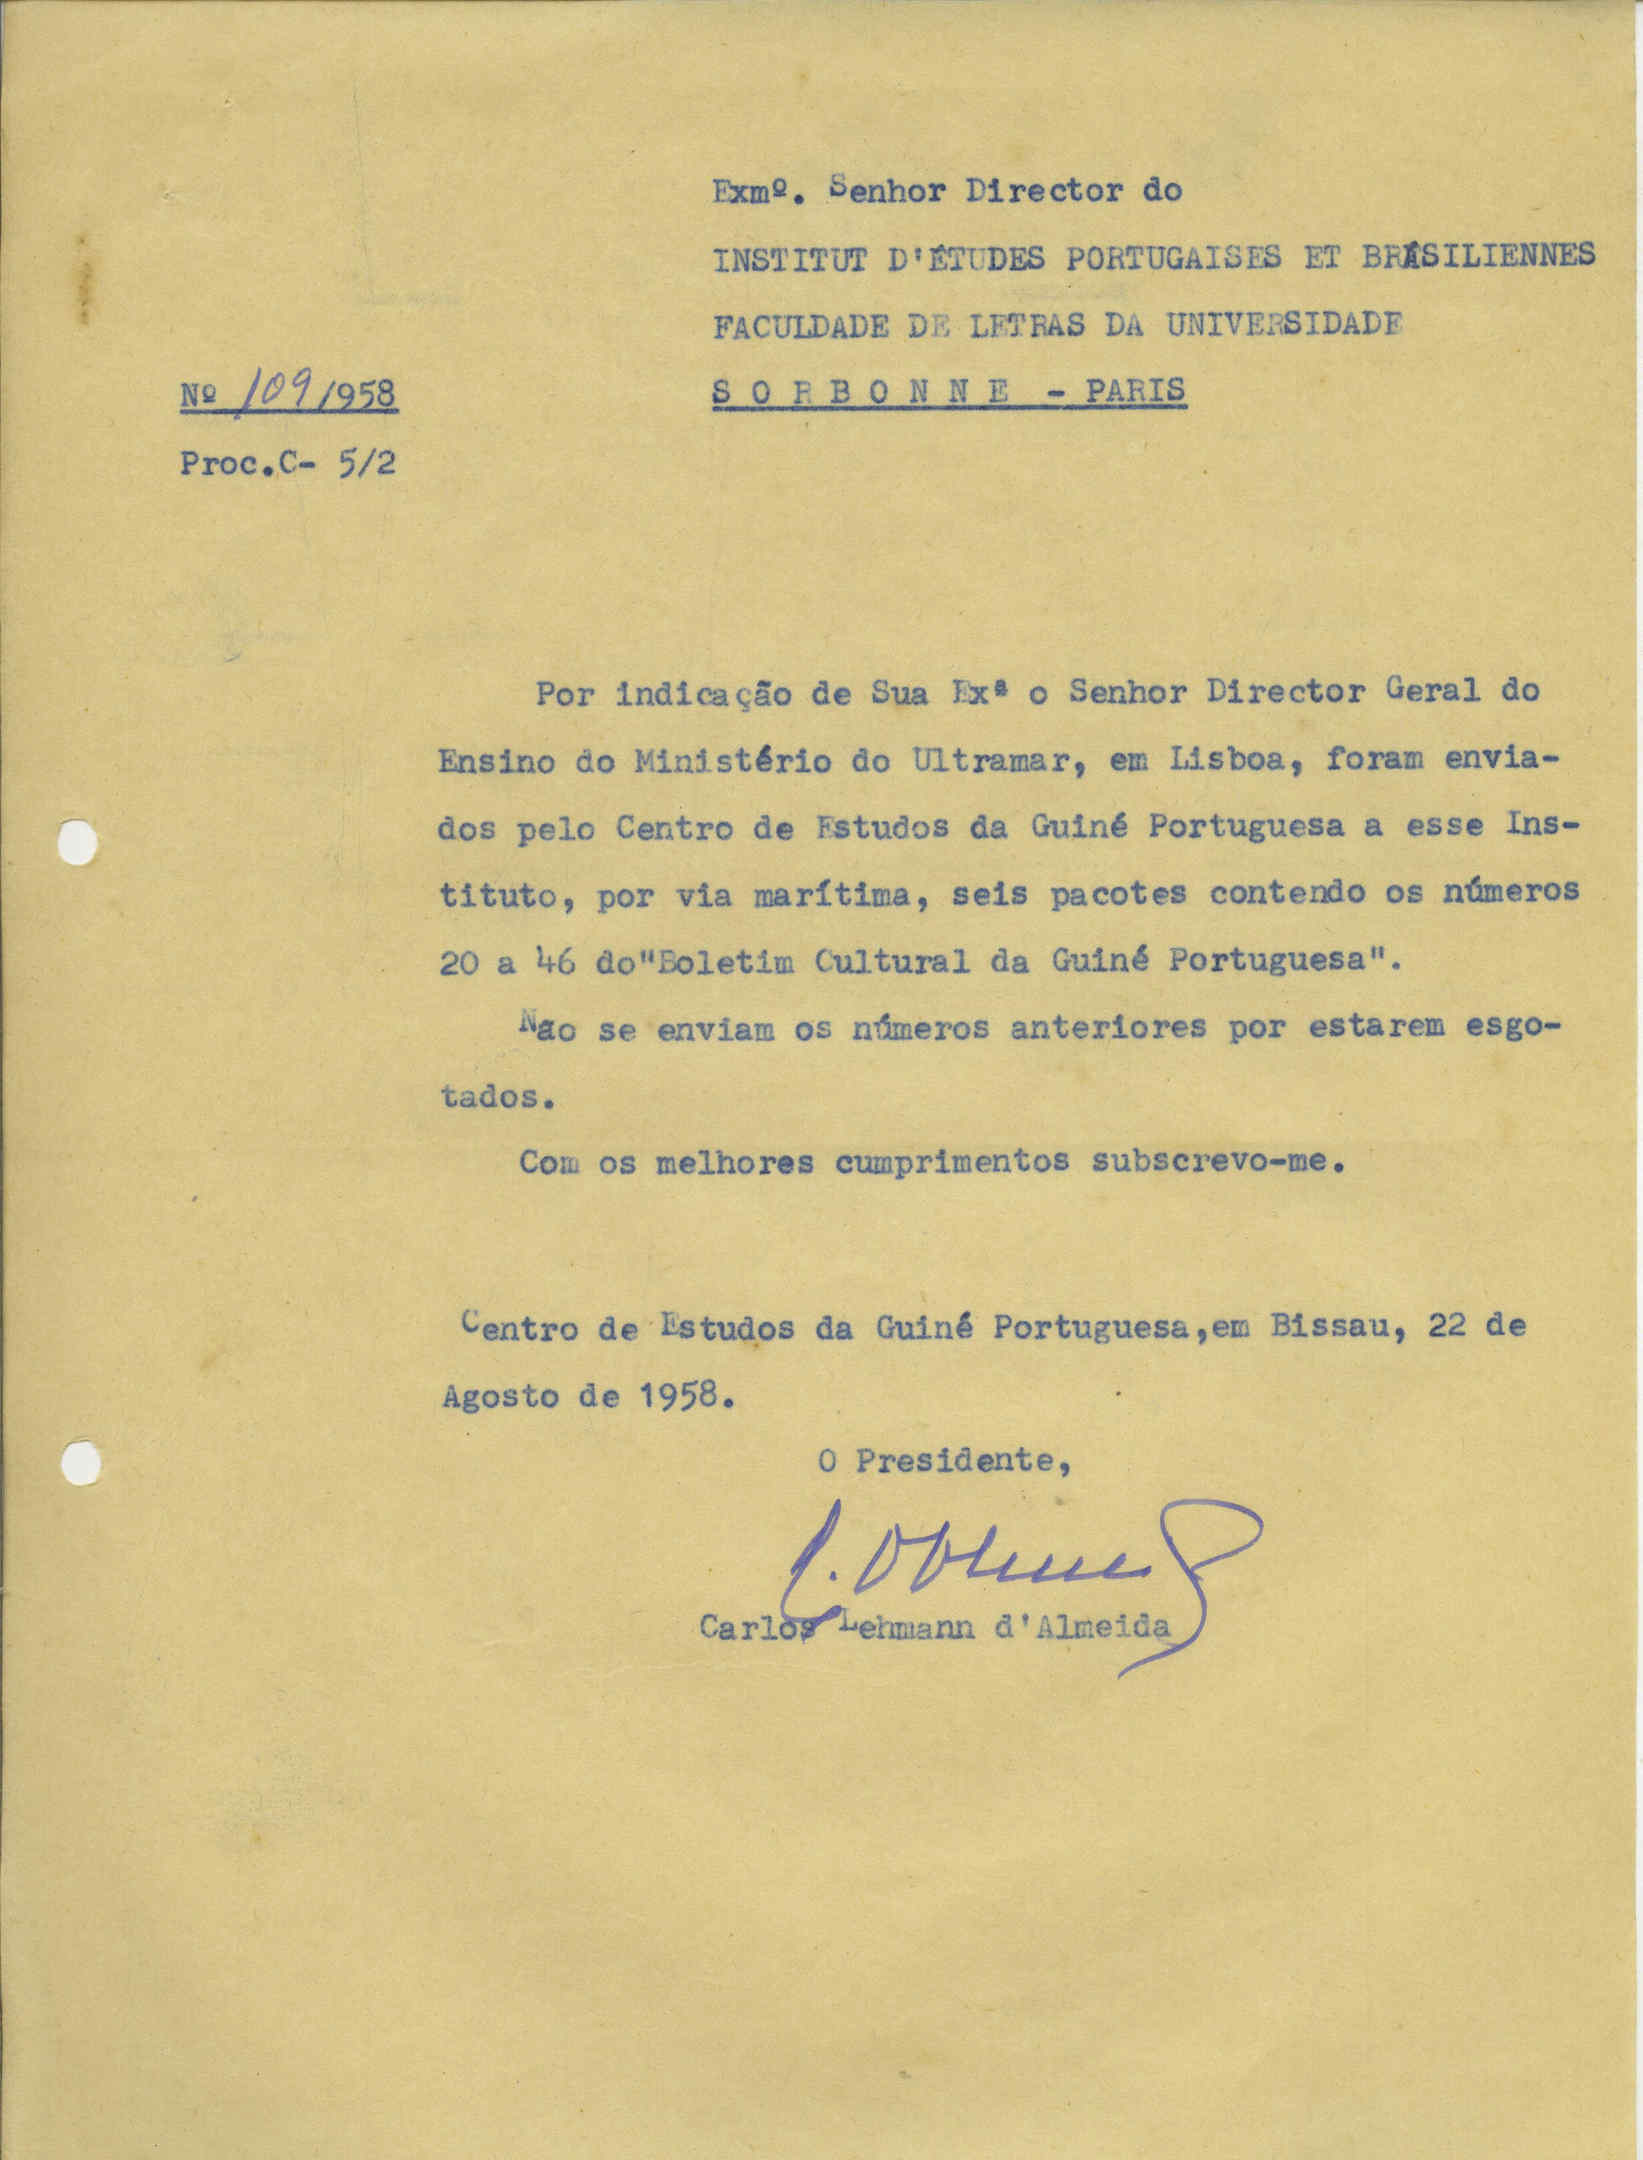 Exmº. Senhor Director do
INSTITUT D'ÉTUDES PORTUGAISES ET BRÁSILIENNES
FACULDADE DE LETRAS DA UNIVERSIDADE
S O R B O N N E - PARIS
Nº 109/1958
Proc.C- 5/2
Por indicação de Sua Exª o Senhor Director Geral do
Ensino do Ministério do Ultramar, em Lisboa, foram envia-
dos pelo Centro de Estudos da Guiné Portuguesa a esse Ins-
tituto, por via marítima, seis pacotes contendo os números
20 a 46 do"Boletim Cultural da Guiné Portuguesa".
Nao se enviam os números anteriores por estarem esgo-
tados.
Com os melhores cumprimentos subscrevo-me.
Centro de Estudos da Guiné Portuguesa,em Bissau, 22 de
Agosto de 1958.
O Presidente,
Carlos Lehmann d'Almeida